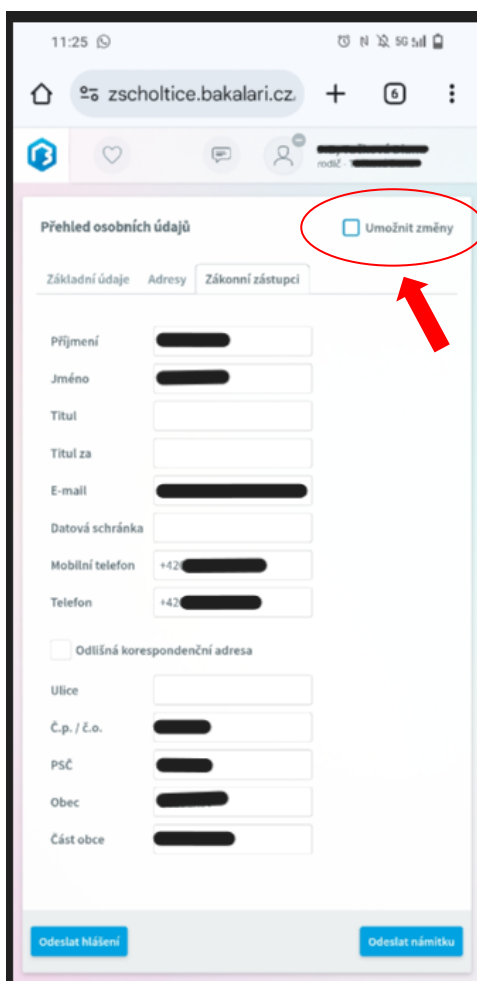 11:25
5G
zscholtice.bakalari.cz
6
rodič -
Přehled osobních údajů
Umožnit změny
Základní údaje Adresy Zákonní zástupci
Příjmení
Jméno
Titul
Titul za
E-mail
Datová schránka
Mobilní telefon +42
Telefon +42
Odlišná korespondenční adresa
Ulice
Č.p. / č.o.
PSČ
Obec
Část obce
Odeslat hlášení Odeslat námitku